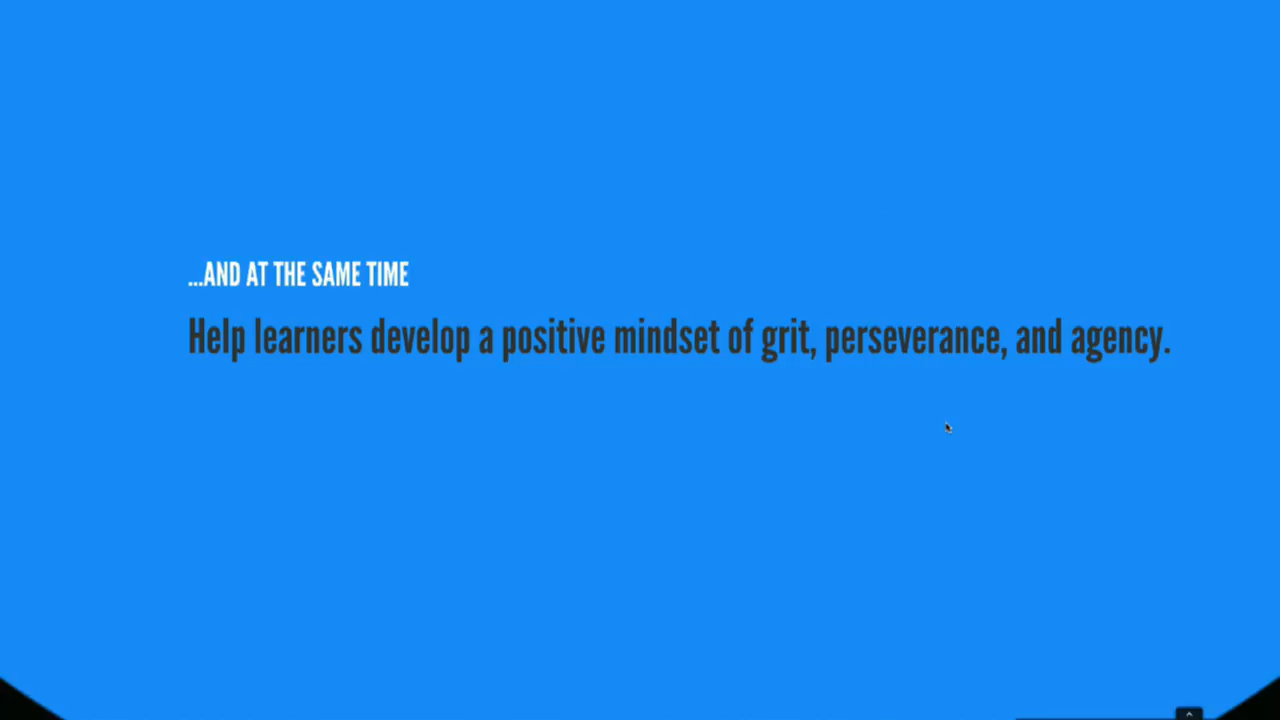 ...AND AT THE SAME TIME
Help learners develop a positive mindset of grit, perseverance, and agency.